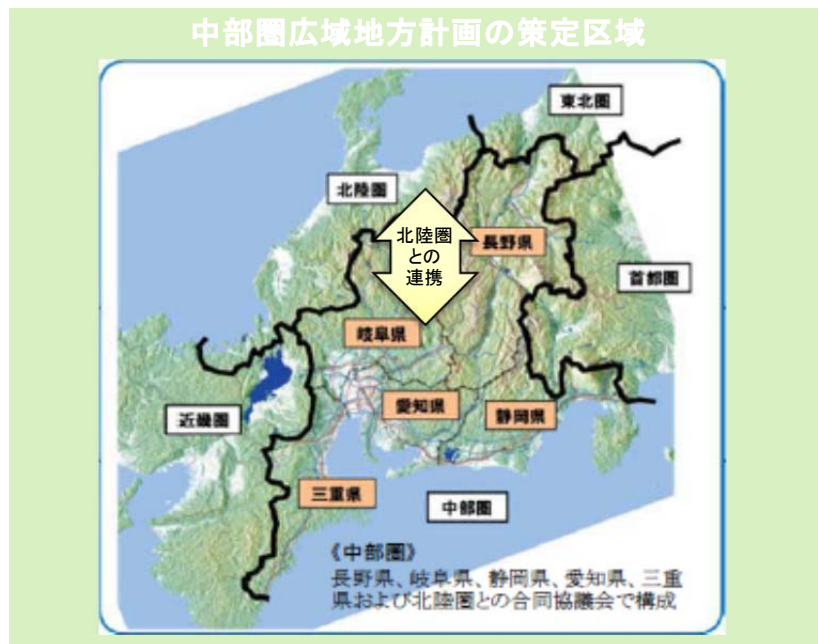 中部圏広域地方計画の策定区域
東北圏
北陸圏
北陸圏
との
連携
長野県
首都圏
岐阜県
愛知県
静岡県
近畿圏
三重県
中部圏
《中部圏》
長野県、岐阜県、静岡県、愛知県、三重
県および北陸圏との合同協議会で構成